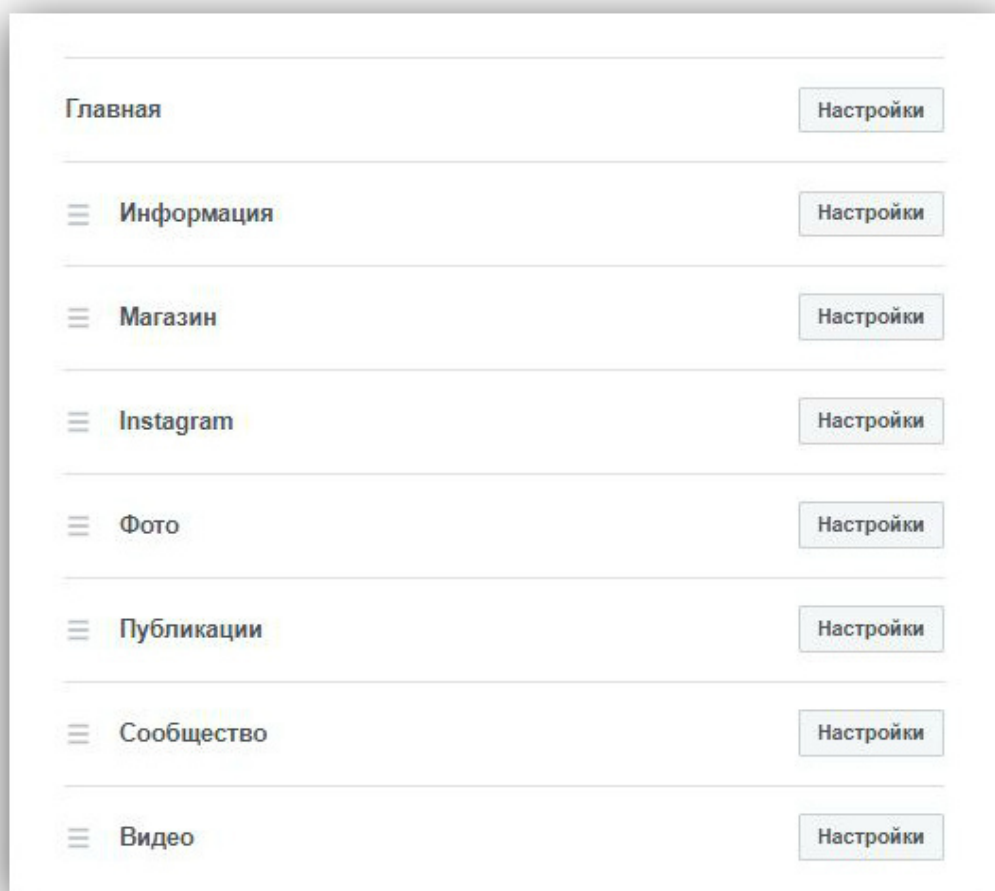 Главная Настройки
Информация Настройки
Магазин Настройки
Instagram Настройки
Фото Настройки
Публикации Настройки
Сообщество Настройки
Видео Настройки